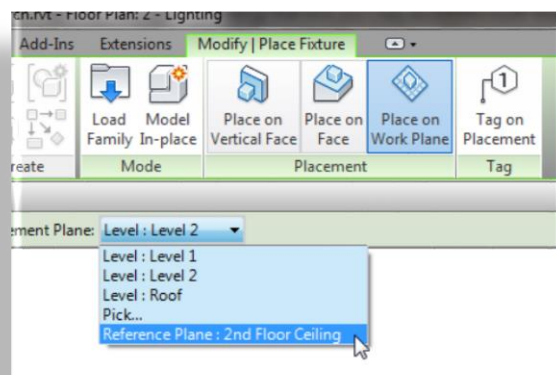 ch.rvt - Floor Plan: 2 - Lighting
Add-Ins Extensions Modify | Place Fixture
Load Family Model In-place Place on Vertical Face Place on Face Place on Work Plane 1 Tag on Placement
reate Mode Placement Tag
ement Plane: Level : Level 2
Level : Level 1
Level : Level 2
Level : Roof
Pick...
Reference Plane : 2nd Floor Ceiling